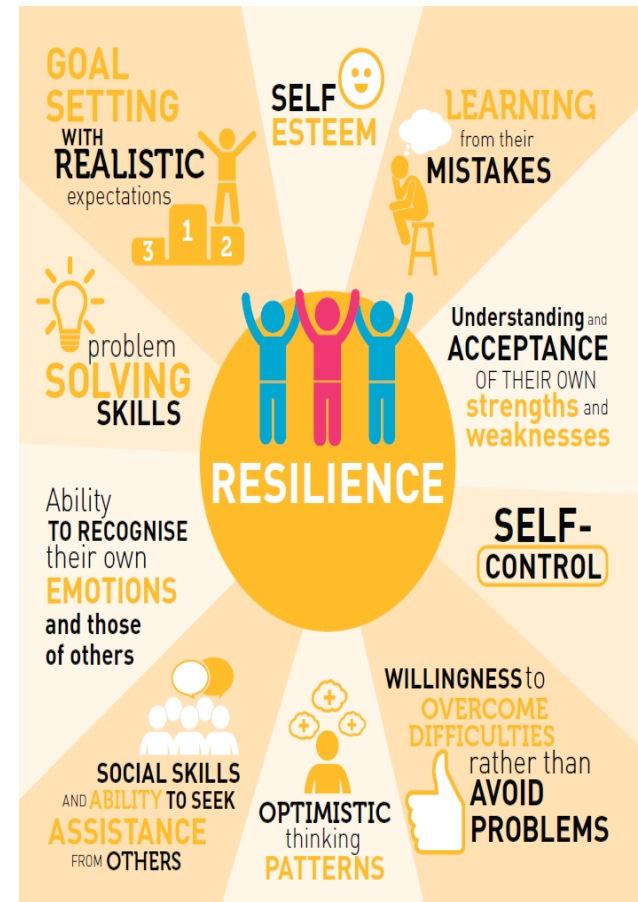 SELF
ESTEEM
LEARNING
from their
MISTAKES
Understanding and
ACCEPTANCE
OF THEIR OWN
strengths and
weaknesses
SELF-
CONTROL
WILLINGNESS to
OVERCOME
DIFFICULTIES
rather than
AVOID
PROBLEMS
OPTIMISTIC
thinking
PATTERNS
SOCIAL SKILLS
AND ABILITY TO SEEK
ASSISTANCE
FROM OTHERS
Ability
TO RECOGNISE
their own
EMOTIONS
and those
of others
problem
SOLVING
SKILLS
GOAL
SETTING
WITH
REALISTIC
expectations
3 1 2
RESILIENCE